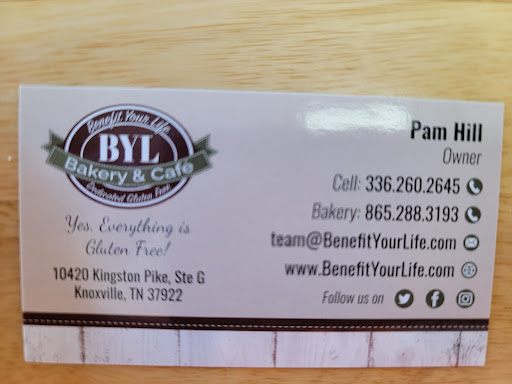 Benefit Your Life
BYL
Bakery & Café
Dedicated Gluten Free
Yes, Everything is
Gluten Free!
10420 Kingston Pike, Ste G
Knoxville, TN 37922
Pam Hill
Owner
Cell: 336.260.2645
Bakery: 865.288.3193
team@BenefitYourLife.com
www.BenefitYourLife.com
Follow us on